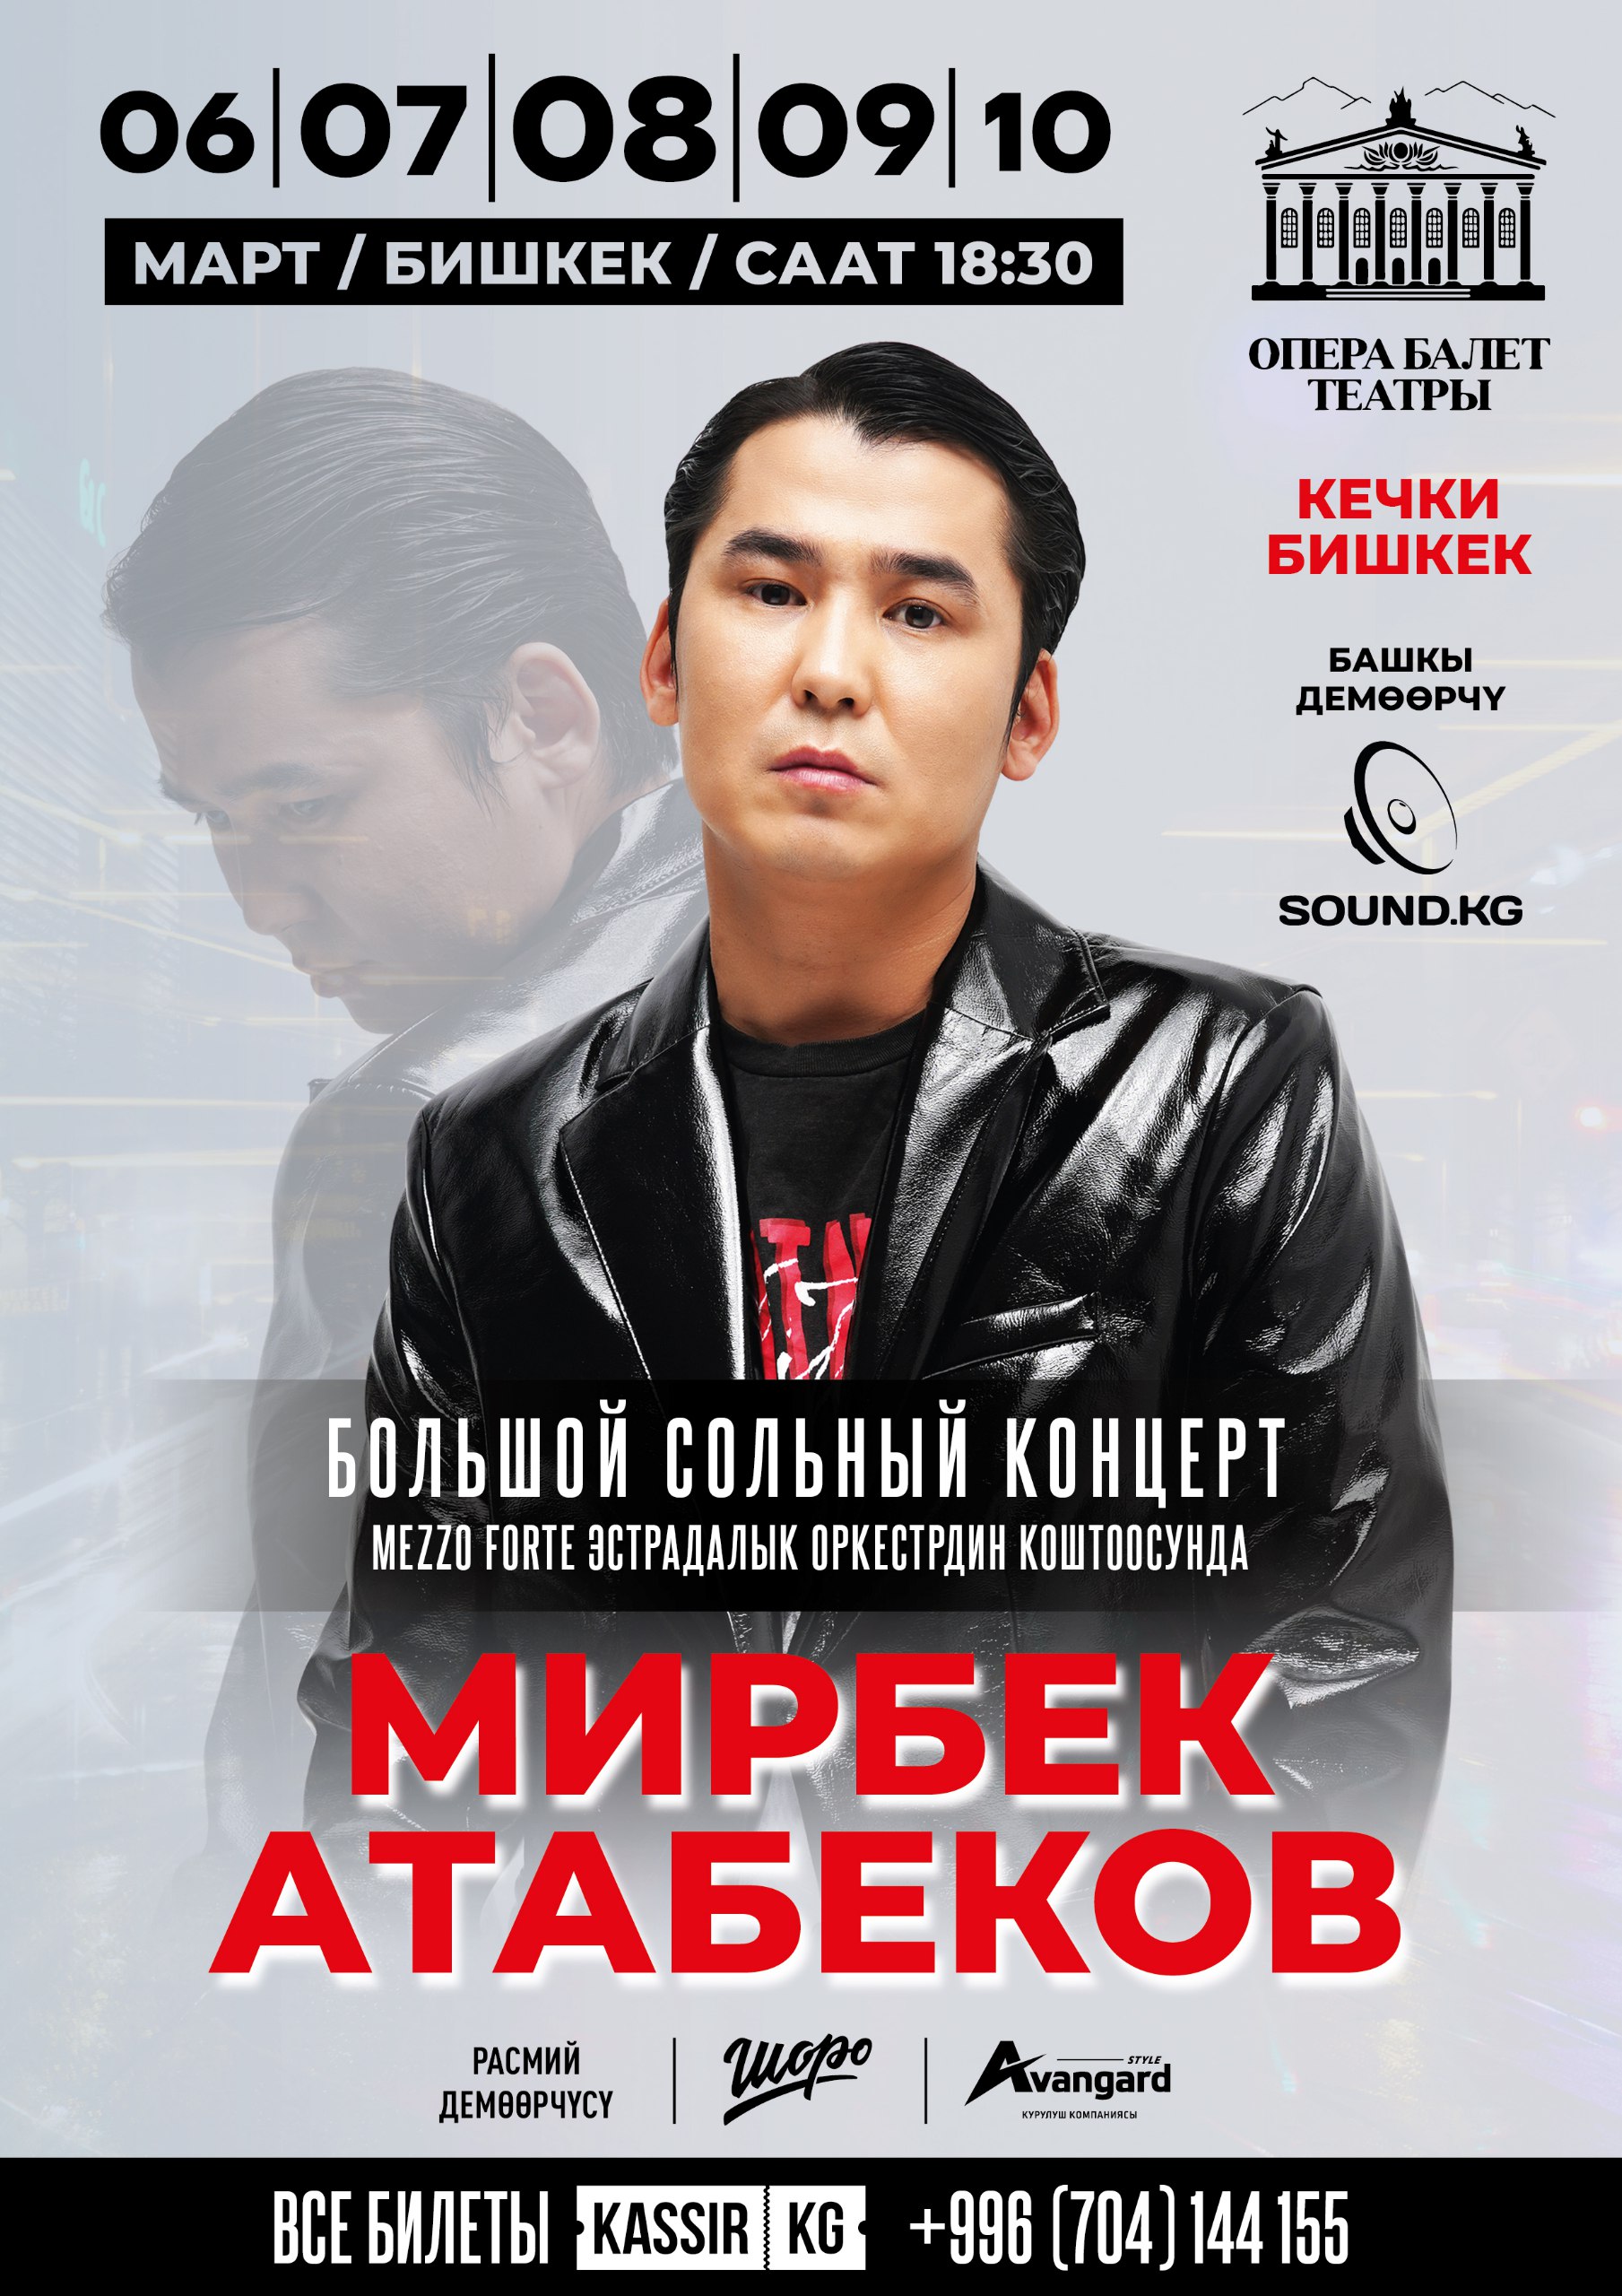 06|07|08|09|10
МАРТ / БИШКЕК / СААТ 18:30
ОПЕРА БАЛЕТ
ТЕАТРЫ
КЕЧКИ
БИШКЕК
БАШКЫ
ДЕМӨӨРЧҮ
SOUND.KG
БОЛЬШОЙ СОЛЬНЫЙ КОНЦЕРТ
MEZZO FORTE ЭСТРАДАЛЫК ОРКЕСТРДИН КОШТООСУНДА
МИРБЕК
АТАБЕКОВ
РАСМИЙ
ДЕМӨӨРЧҮСҮ
Шоро
STYLE
Avangard
КУРУЛУШ КОМПАНИЯСЫ
ВСЕ БИЛЕТЫ KASSIR KG +996 (704) 144 155